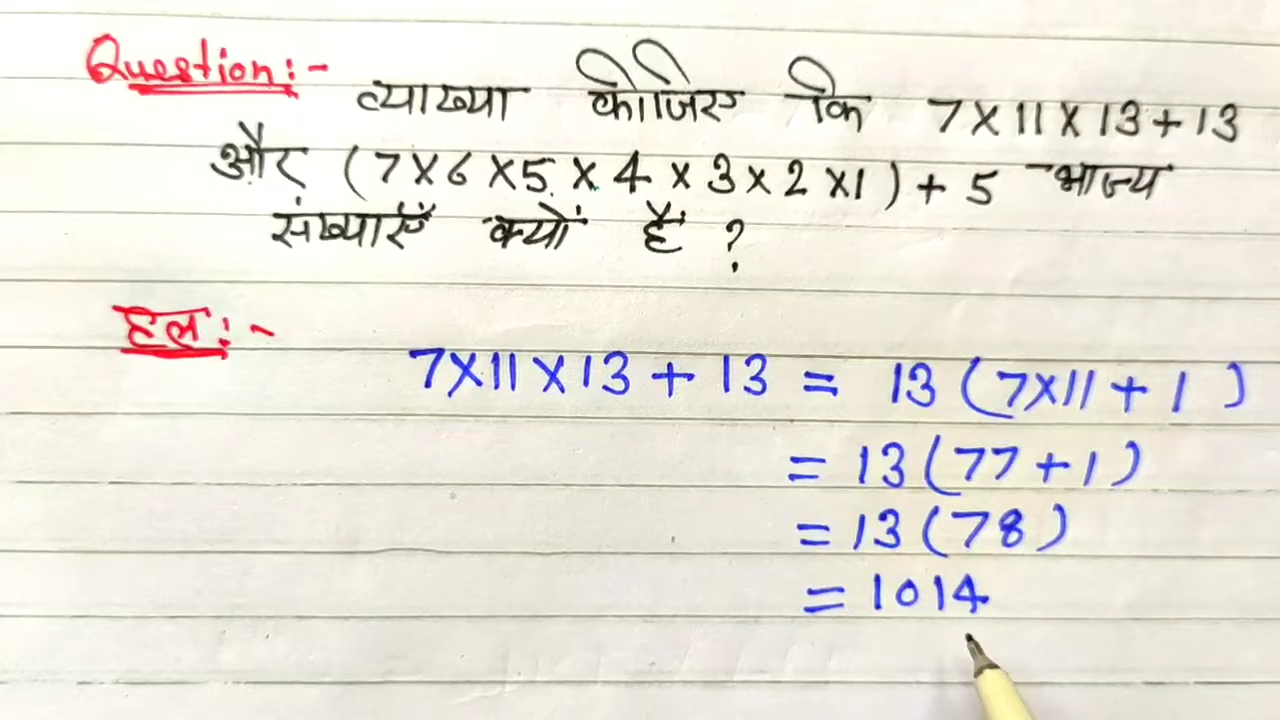 Question:-
व्याख्या कीजिए कि 7×11×13+13
और (7×6×5×4×3×2×1)+5 भाज्य
संख्याएँ क्यों हैं ?
हल:-
7×11×13+13 = 13(7×11+1)
= 13(77+1)
= 13(78)
= 1014